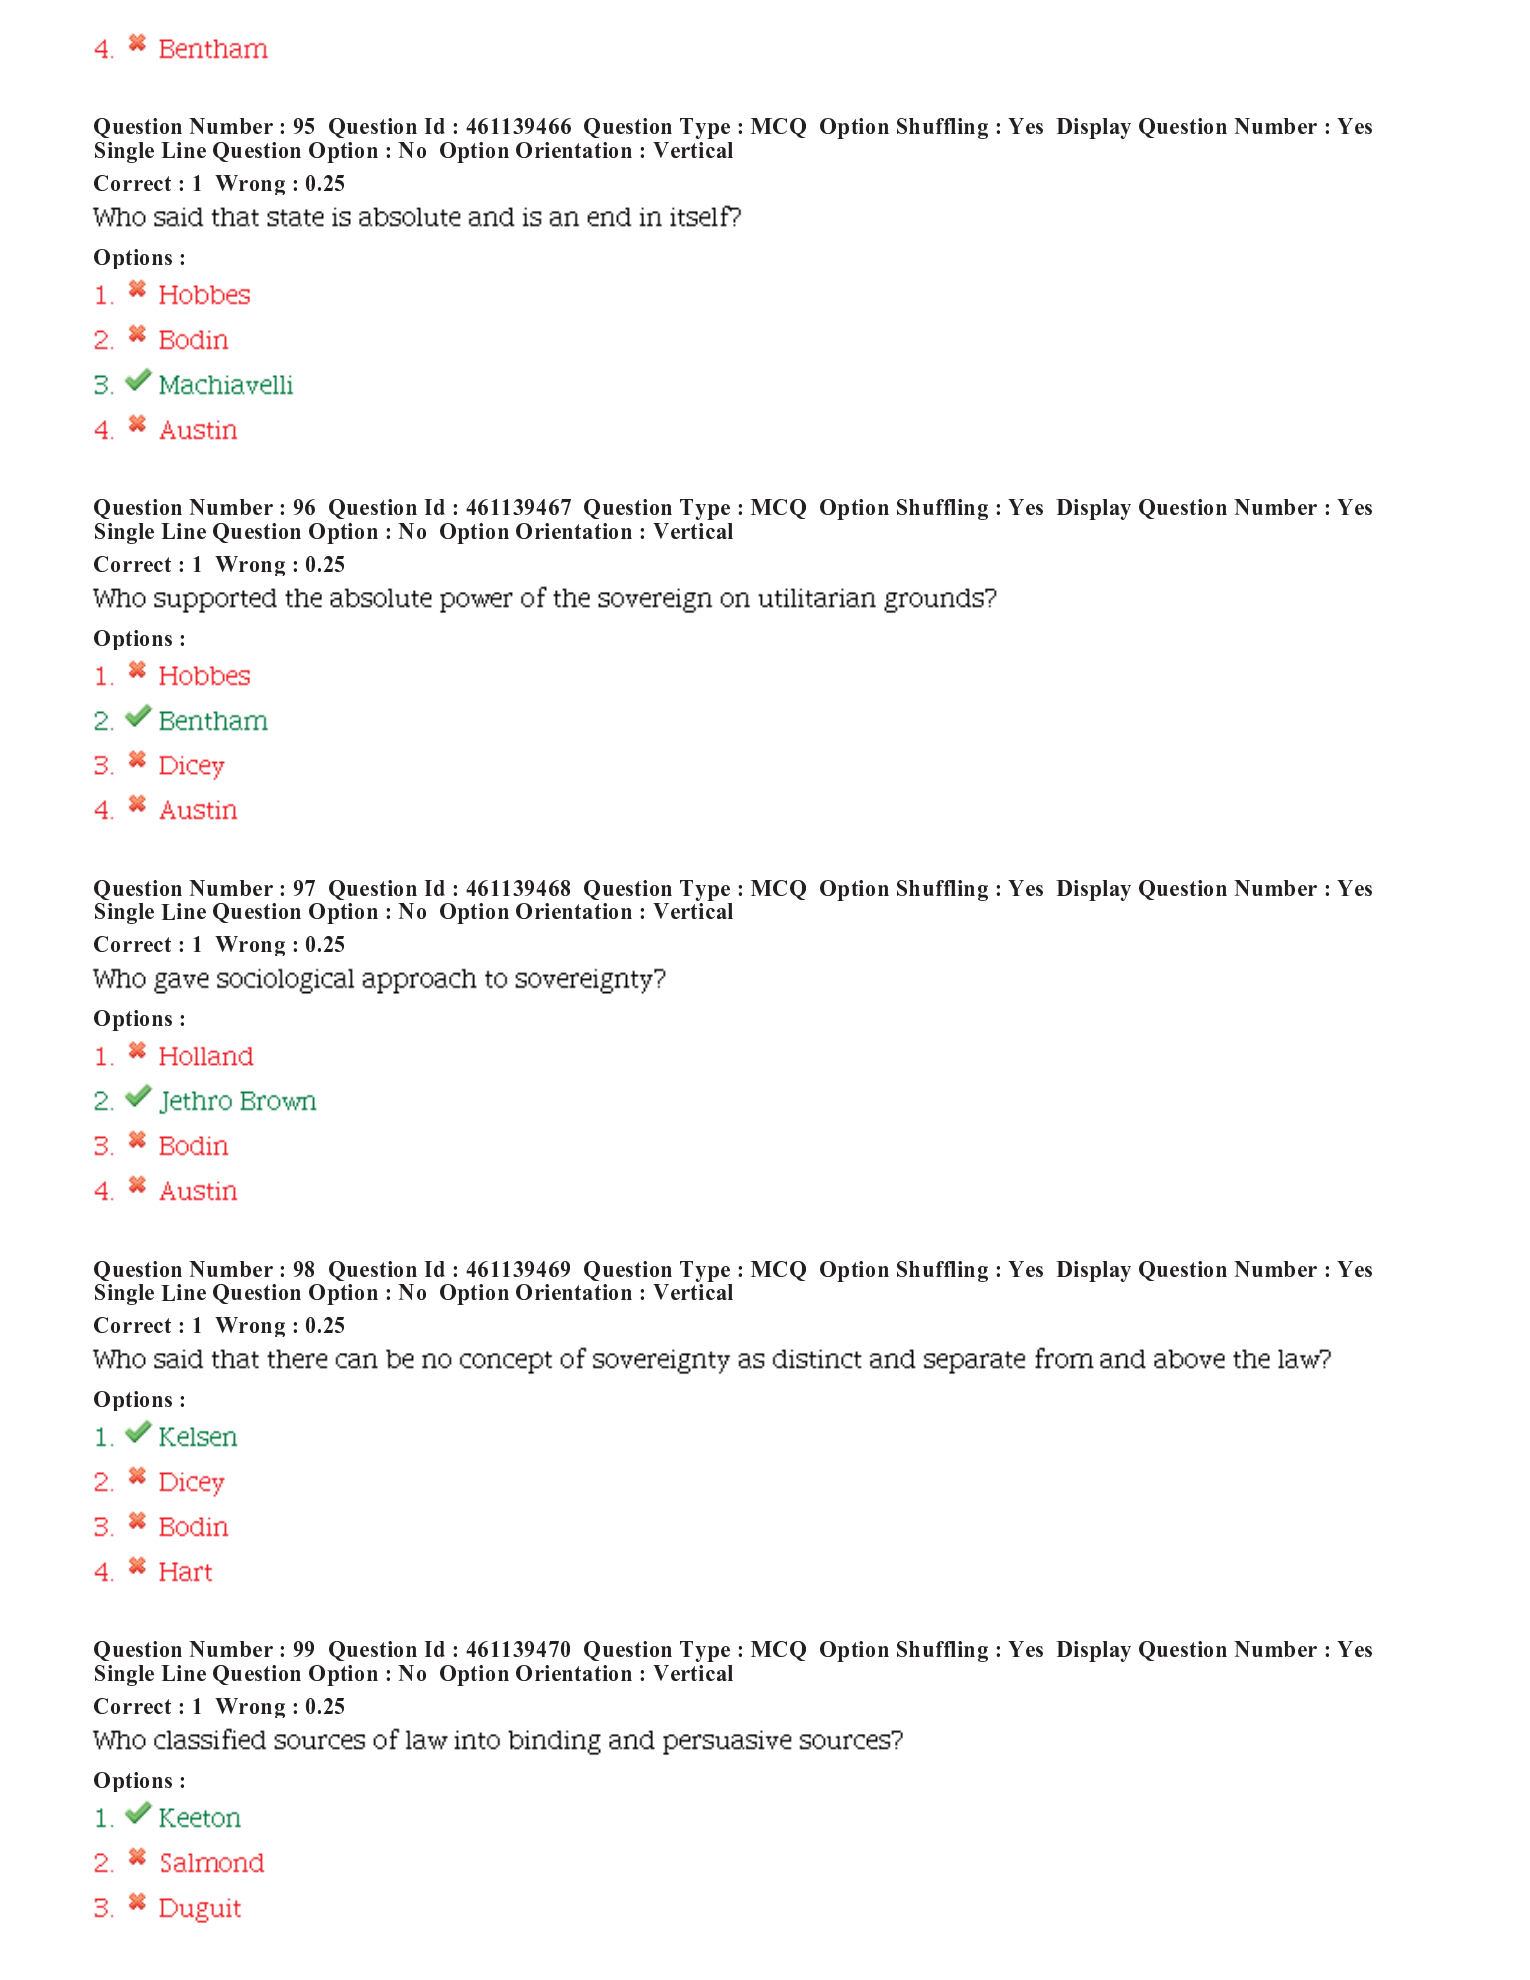 4. Bentham
Question Number : 95 Question Id : 461139466 Question Type : MCQ Option Shuffling : Yes Display Question Number : Yes
Single Line Question Option : No Option Orientation : Vertical
Correct : 1 Wrong : 0.25
Who said that state is absolute and is an end in itself?
Options :
1. Hobbes
2. Bodin
3. Machiavelli
4. Austin
Question Number : 96 Question Id : 461139467 Question Type : MCQ Option Shuffling : Yes Display Question Number : Yes
Single Line Question Option : No Option Orientation : Vertical
Correct : 1 Wrong : 0.25
Who supported the absolute power of the sovereign on utilitarian grounds?
Options :
1. Hobbes
2. Bentham
3. Dicey
4. Austin
Question Number : 97 Question Id : 461139468 Question Type : MCQ Option Shuffling : Yes Display Question Number : Yes
Single Line Question Option : No Option Orientation : Vertical
Correct : 1 Wrong : 0.25
Who gave sociological approach to sovereignty?
Options :
1. Holland
2. Jethro Brown
3. Bodin
4. Austin
Question Number : 98 Question Id : 461139469 Question Type : MCQ Option Shuffling : Yes Display Question Number : Yes
Single Line Question Option : No Option Orientation : Vertical
Correct : 1 Wrong : 0.25
Who said that there can be no concept of sovereignty as distinct and separate from and above the law?
Options :
1. Kelsen
2. Dicey
3. Bodin
4. Hart
Question Number : 99 Question Id : 461139470 Question Type : MCQ Option Shuffling : Yes Display Question Number : Yes
Single Line Question Option : No Option Orientation : Vertical
Correct : 1 Wrong : 0.25
Who classified sources of law into binding and persuasive sources?
Options :
1. Keeton
2. Salmond
3. Duguit